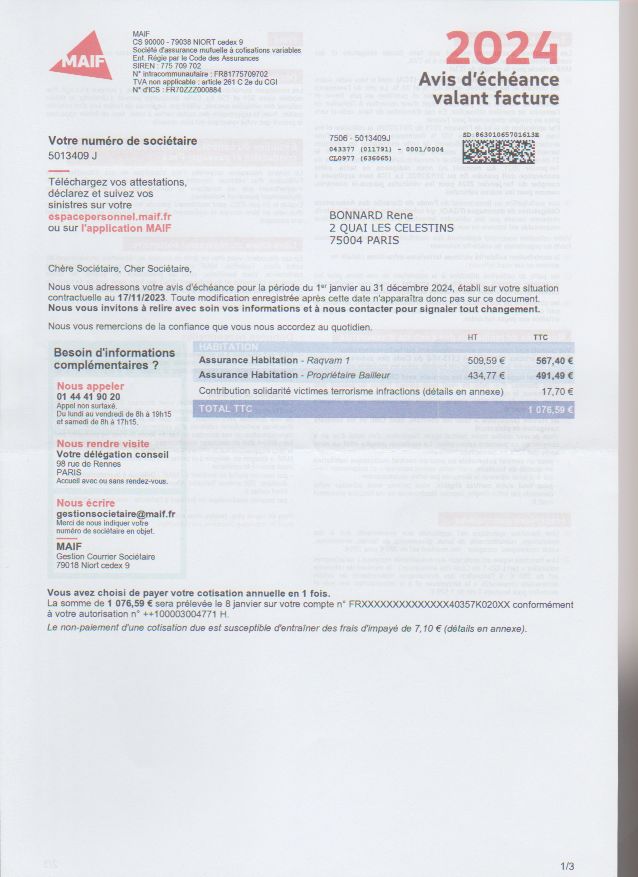 MAIF
MAIF
CS 90000 - 79038 NIORT cedex 9
Société d'assurance mutuelle à cotisations variables
Ent. Régie par le Code des Assurances
SIREN : 775 709 702
N° intracommunautaire : FR81775709702
TVA non applicable : article 261 C 2e du CGI
N° d'ICS : FR70ZZZ000884
2024
Avis d'échéance
valant facture
Votre numéro de sociétaire
5013409 J
7506 - 5013409J
043377 (011791) - 0001/0004
CL0977 (636065)
SD:86301065701613E
Téléchargez vos attestations,
déclarez et suivez vos
sinistres sur votre
espacepersonnel.maif.fr
ou sur l'application MAIF
BONNARD Rene
2 QUAI LES CELESTINS
75004 PARIS
Chère Sociétaire, Cher Sociétaire,
Nous vous adressons votre avis d'échéance pour la période du 1er janvier au 31 décembre 2024, établi sur votre situation
contractuelle au 17/11/2023. Toute modification enregistrée après cette date n'apparaîtra donc pas sur ce document.
Nous vous invitons à relire avec soin vos informations et à nous contacter pour signaler tout changement.
Nous vous remercions de la confiance que vous nous accordez au quotidien.
HT TTC
HABITATION
Assurance Habitation - Raqvam 1 509,59 € 567,40 €
Assurance Habitation - Propriétaire Bailleur 434,77 € 491,49 €
Contribution solidarité victimes terrorisme infractions (détails en annexe) 17,70 €
TOTAL TTC 1 076,59 €
Besoin d'informations
complémentaires ?
Nous appeler
01 44 41 90 20
Appel non surtaxé.
Du lundi au vendredi de 8h à 19h15
et samedi de 8h à 17h15.
Nous rendre visite
Votre délégation conseil
98 rue de Rennes
PARIS
Accueil avec ou sans rendez-vous.
Nous écrire
gestionsocietaire@maif.fr
Merci de nous indiquer votre
numéro de sociétaire en objet.
MAIF
Gestion Courrier Sociétaire
79018 Niort cedex 9
Vous avez choisi de payer votre cotisation annuelle en 1 fois.
La somme de 1 076,59 € sera prélevée le 8 janvier sur votre compte n° FRXXXXXXXXXXXXXXX40357K020XX conformément
à votre autorisation n° ++100003004771 H.
Le non-paiement d'une cotisation due est susceptible d'entraîner des frais d'impayé de 7,10 € (détails en annexe).
1/3